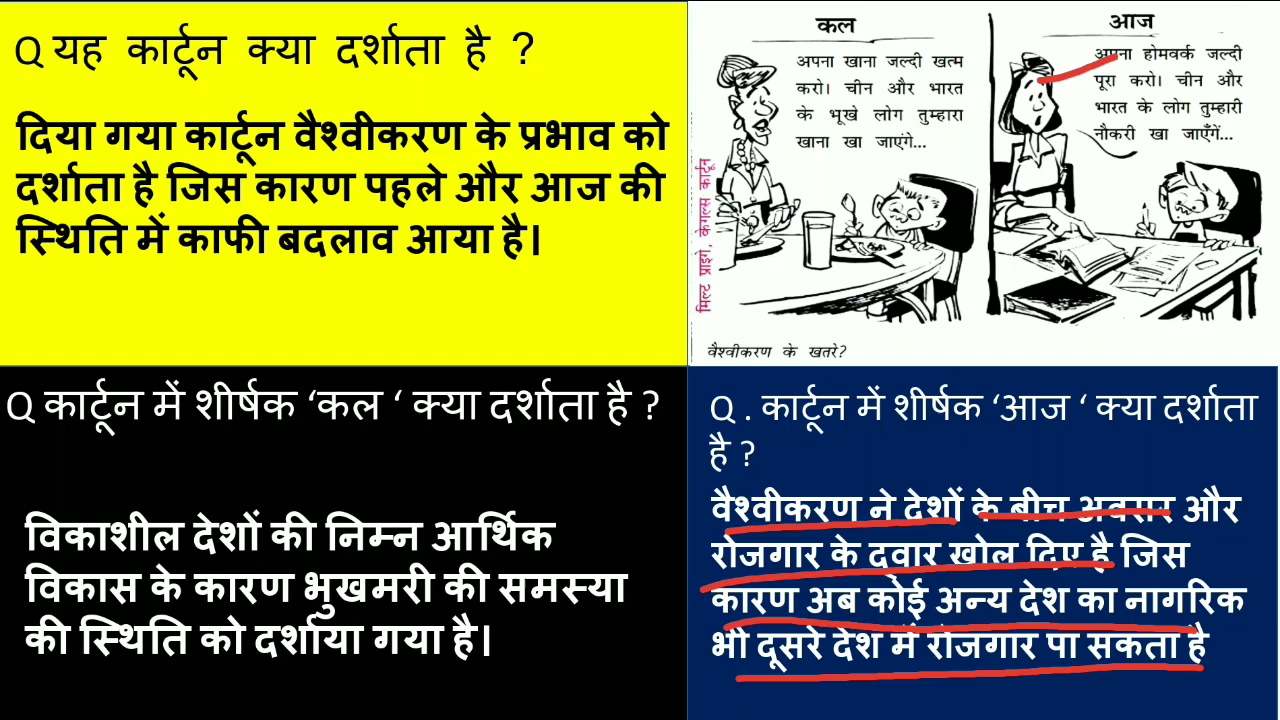 Q यह कार्टून क्या दर्शाता है ?
दिया गया कार्टून वैश्वीकरण के प्रभाव को
दर्शाता है जिस कारण पहले और आज की
स्थिति में काफी बदलाव आया है।
कल
अपना खाना जल्दी खत्म
करो। चीन और भारत
के भूखे लोग तुम्हारा
खाना खा जाएंगे...
आज
अपना होमवर्क जल्दी
पूरा करो। चीन और
भारत के लोग तुम्हारी
नौकरी खा जाएँगें...
मिल्ट प्राइगे, केगल्स कार्टून
वैश्वीकरण के खतरे?
Q कार्टून में शीर्षक ‘कल ‘ क्या दर्शाता है ?
विकाशील देशों की निम्न आर्थिक
विकास के कारण भुखमरी की समस्या
की स्थिति को दर्शाया गया है।
Q . कार्टून में शीर्षक ‘आज ‘ क्या दर्शाता
है ?
वैश्वीकरण ने देशों के बीच अवसर और
रोजगार के द्वार खोल दिए है जिस
कारण अब कोई अन्य देश का नागरिक
भी दूसरे देश में रोजगार पा सकता है